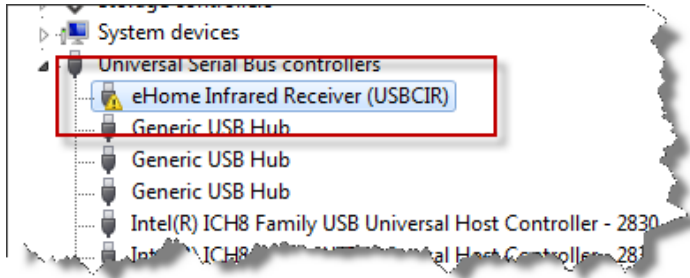 System devices
Universal Serial Bus controllers
eHome Infrared Receiver (USBCIR)
Generic USB Hub
Generic USB Hub
Generic USB Hub
Intel(R) ICH8 Family USB Universal Host Controller - 2830